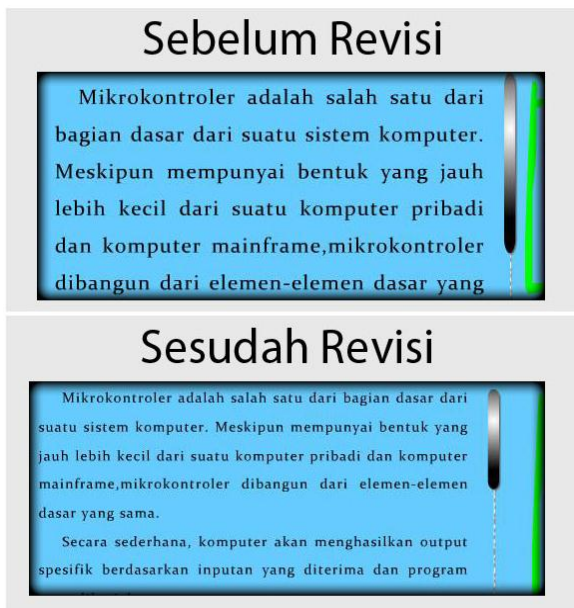 Sebelum Revisi
Mikrokontroler adalah salah satu dari
bagian dasar dari suatu sistem komputer.
Meskipun mempunyai bentuk yang jauh
lebih kecil dari suatu komputer pribadi
dan komputer mainframe,mikrokontroler
dibangun dari elemen-elemen dasar yang
Sesudah Revisi
Mikrokontroler adalah salah satu dari bagian dasar dari
suatu sistem komputer. Meskipun mempunyai bentuk yang
jauh lebih kecil dari suatu komputer pribadi dan komputer
mainframe,mikrokontroler dibangun dari elemen-elemen
dasar yang sama.
Secara sederhana, komputer akan menghasilkan output
spesifik berdasarkan inputan yang diterima dan program